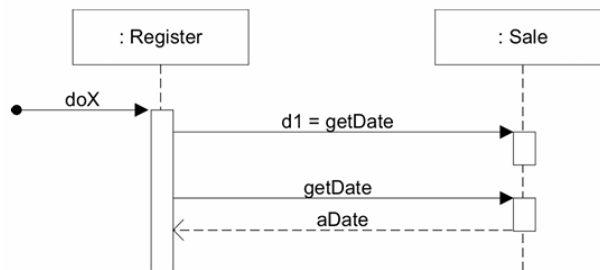 : Register
: Sale
doX
d1 = getDate
getDate
aDate